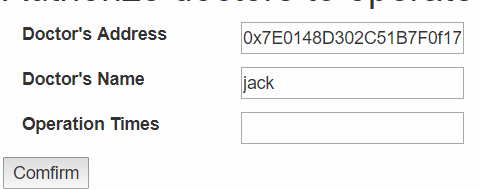 Doctor's Address 0x7E0148D302C51B7F0f17
Doctor's Name jack
Operation Times
Comfirm